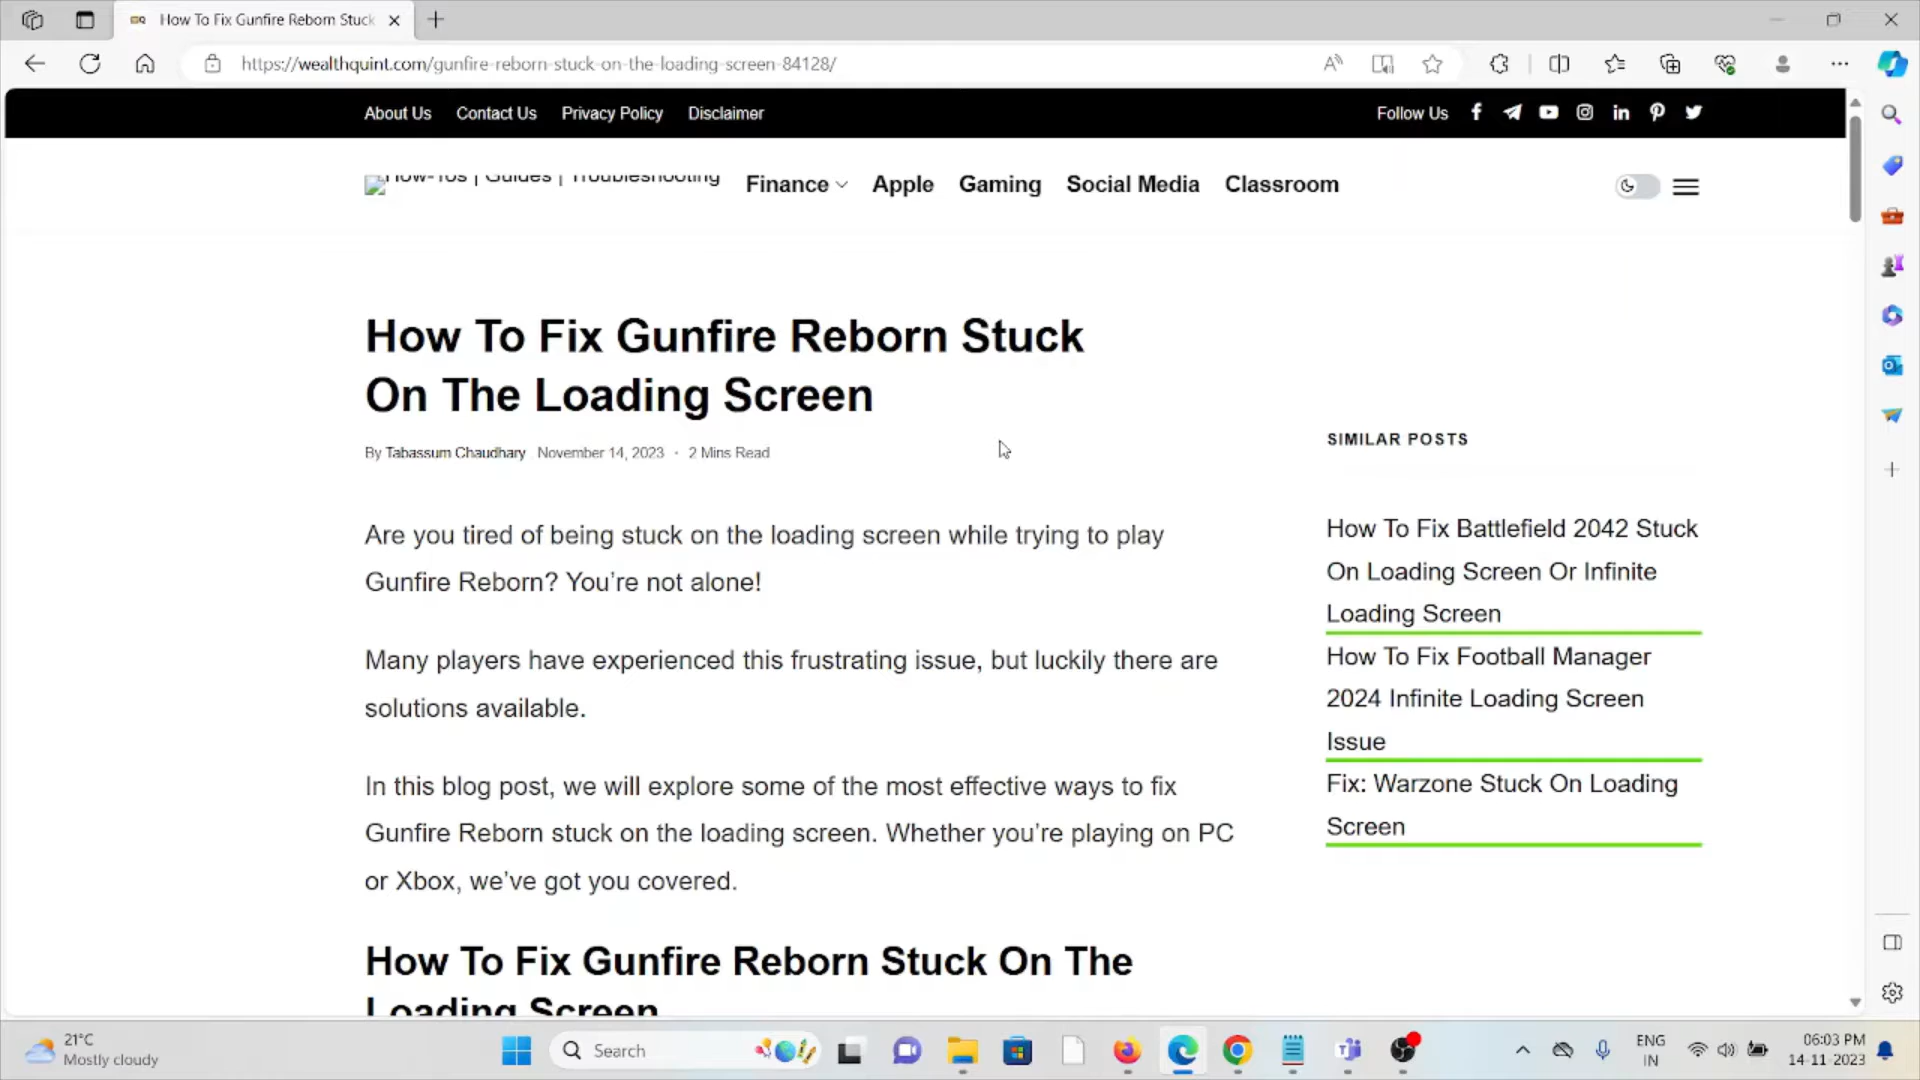 How To Fix Gunfire Reborn Stuck
https://wealthquint.com/gunfire-reborn-stuck-on-the-loading-screen-84128/
About Us Contact Us Privacy Policy Disclaimer Follow Us
How-Tos | Guides | Troubleshooting Finance Apple Gaming Social Media Classroom
How To Fix Gunfire Reborn Stuck
On The Loading Screen
By Tabassum Chaudhary November 14, 2023 · 2 Mins Read
Are you tired of being stuck on the loading screen while trying to play
Gunfire Reborn? You're not alone!
Many players have experienced this frustrating issue, but luckily there are
solutions available.
In this blog post, we will explore some of the most effective ways to fix
Gunfire Reborn stuck on the loading screen. Whether you're playing on PC
or Xbox, we've got you covered.
How To Fix Gunfire Reborn Stuck On The
Loading Screen
SIMILAR POSTS
How To Fix Battlefield 2042 Stuck
On Loading Screen Or Infinite
Loading Screen
How To Fix Football Manager
2024 Infinite Loading Screen
Issue
Fix: Warzone Stuck On Loading
Screen
21°C
Mostly cloudy
Search
ENG
IN
06:03 PM
14-11-2023